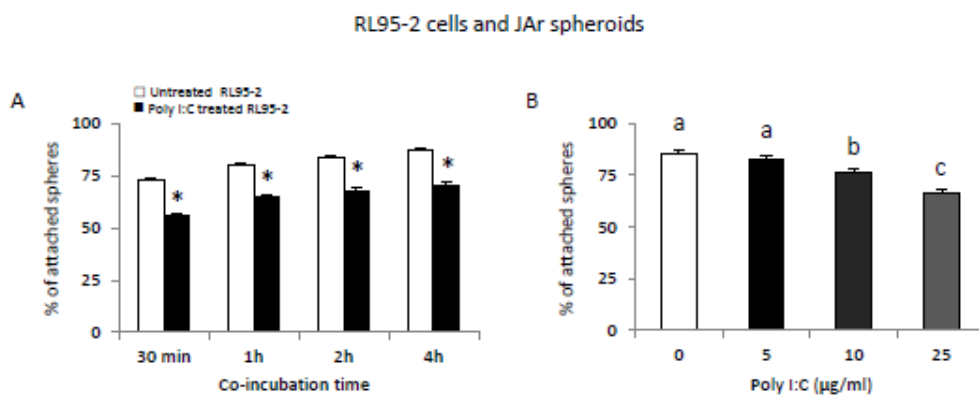 RL95-2 cells and JAr spheroids
A
Untreated RL95-2
Poly I:C treated RL95-2
% of attached spheres
100
75
50
25
0
*
*
*
*
30 min 1h 2h 4h
Co-incubation time
B
% of attached spheres
100
75
50
25
0
a a b c
0 5 10 25
Poly I:C (µg/ml)